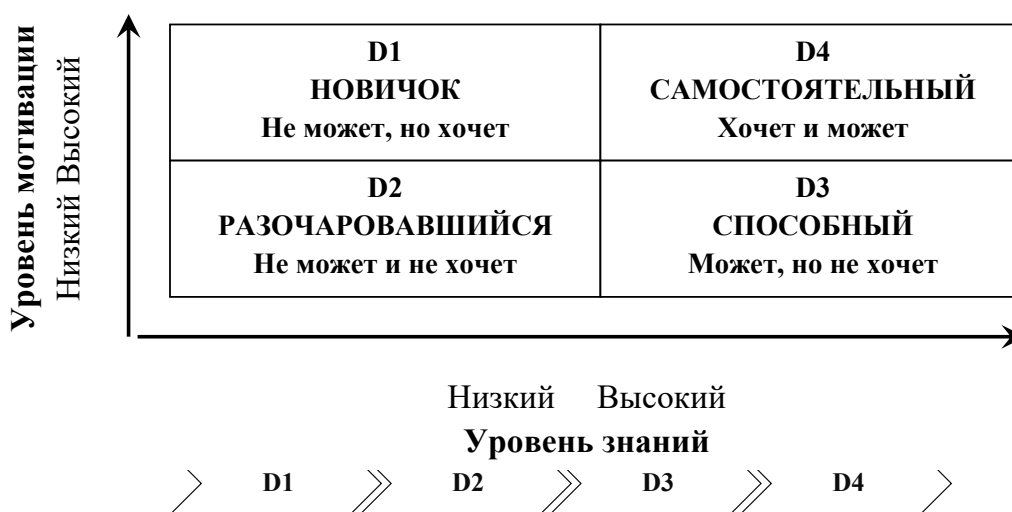 Уровень мотивации
Низкий Высокий
D1
НОВИЧОК
Не может, но хочет
D4
САМОСТОЯТЕЛЬНЫЙ
Хочет и может
D2
РАЗОЧАРОВАВШИЙСЯ
Не может и не хочет
D3
СПОСОБНЫЙ
Может, но не хочет
Низкий Высокий
Уровень знаний
D1 D2 D3 D4